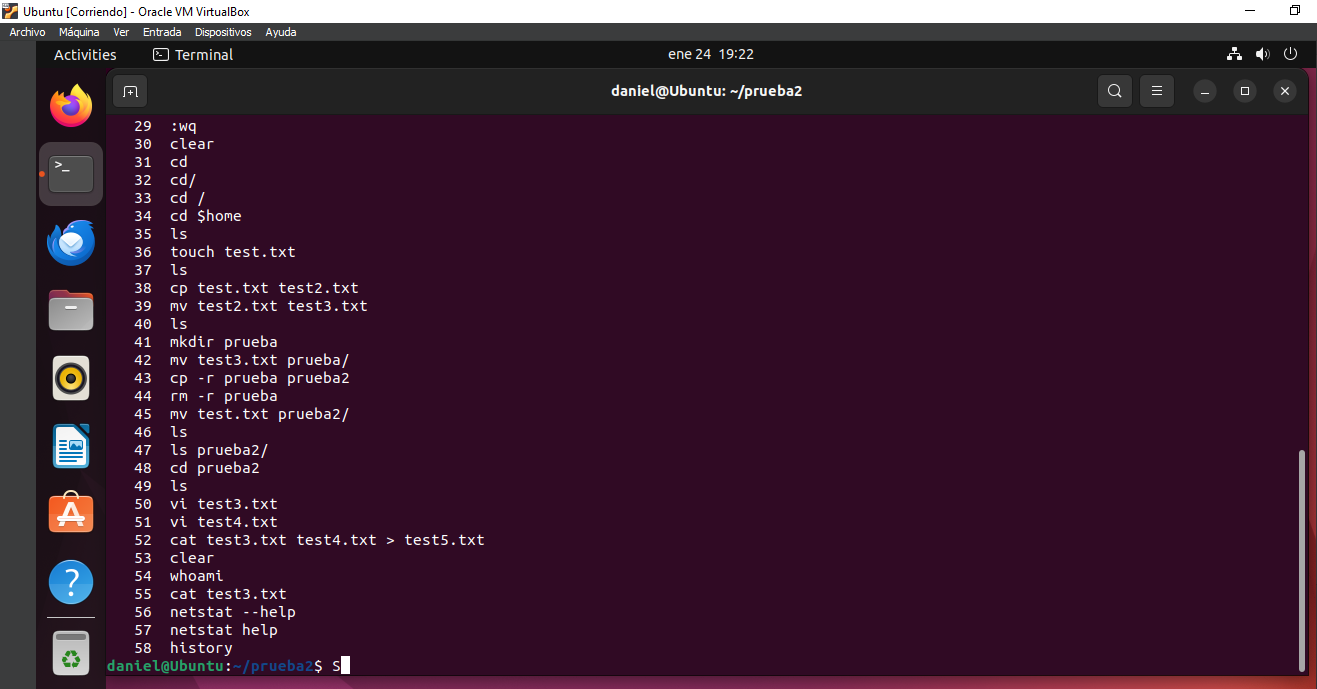 Ubuntu [Corriendo] - Oracle VM VirtualBox
Archivo Máquina Ver Entrada Dispositivos Ayuda
Activities Terminal ene 24 19:22
daniel@Ubuntu: ~/prueba2
29 :wq
30 clear
31 cd
32 cd/
33 cd /
34 cd $home
35 ls
36 touch test.txt
37 ls
38 cp test.txt test2.txt
39 mv test2.txt test3.txt
40 ls
41 mkdir prueba
42 mv test3.txt prueba/
43 cp -r prueba prueba2
44 rm -r prueba
45 mv test.txt prueba2/
46 ls
47 ls prueba2/
48 cd prueba2
49 ls
50 vi test3.txt
51 vi test4.txt
52 cat test3.txt test4.txt > test5.txt
53 clear
54 whoami
55 cat test3.txt
56 netstat --help
57 netstat help
58 history
daniel@Ubuntu:~/prueba2$ S